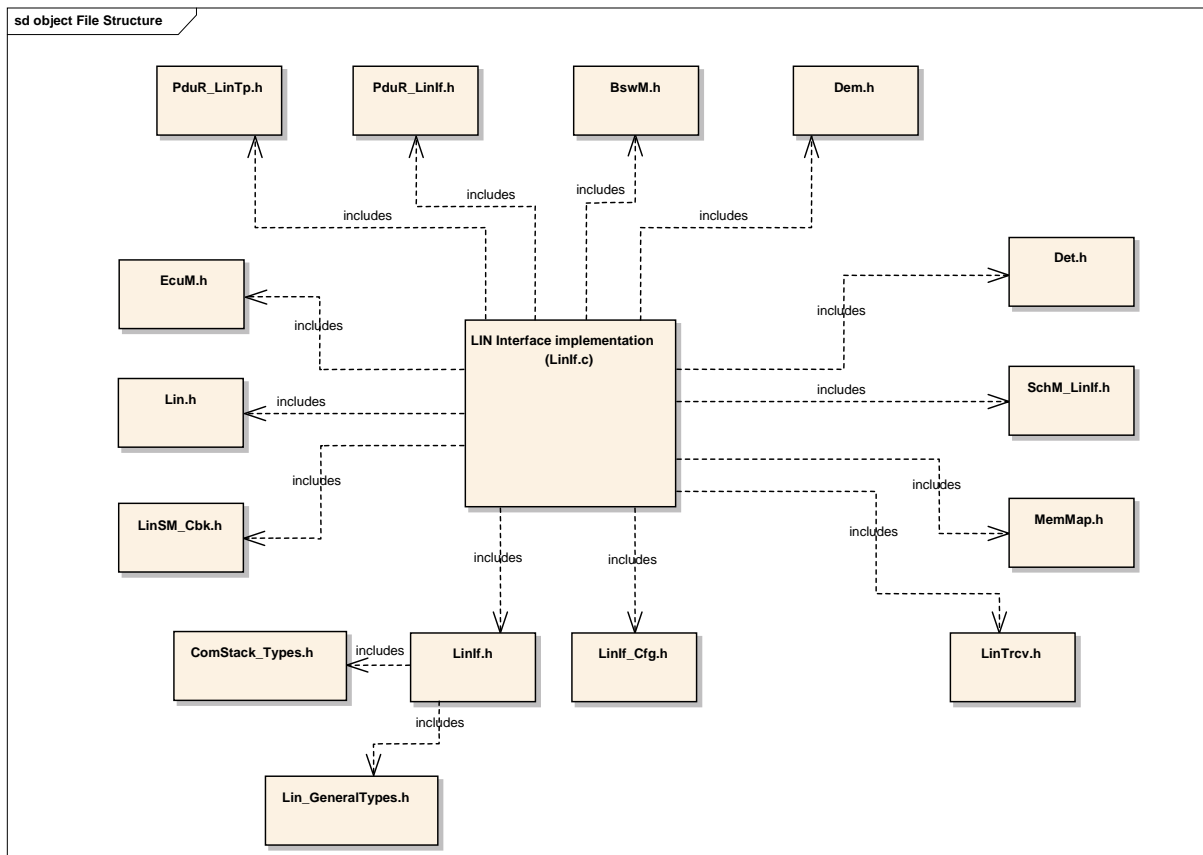 sd object File Structure
PduR_LinTp.h
PduR_LinIf.h
BswM.h
Dem.h
includes
includes
includes
includes
EcuM.h
Det.h
includes
includes
LIN Interface implementation
(LinIf.c)
Lin.h
SchM_LinIf.h
includes
includes
LinSM_Cbk.h
MemMap.h
includes
includes
includes
includes
includes
ComStack_Types.h
includes
LinIf.h
LinIf_Cfg.h
LinTrcv.h
includes
Lin_GeneralTypes.h